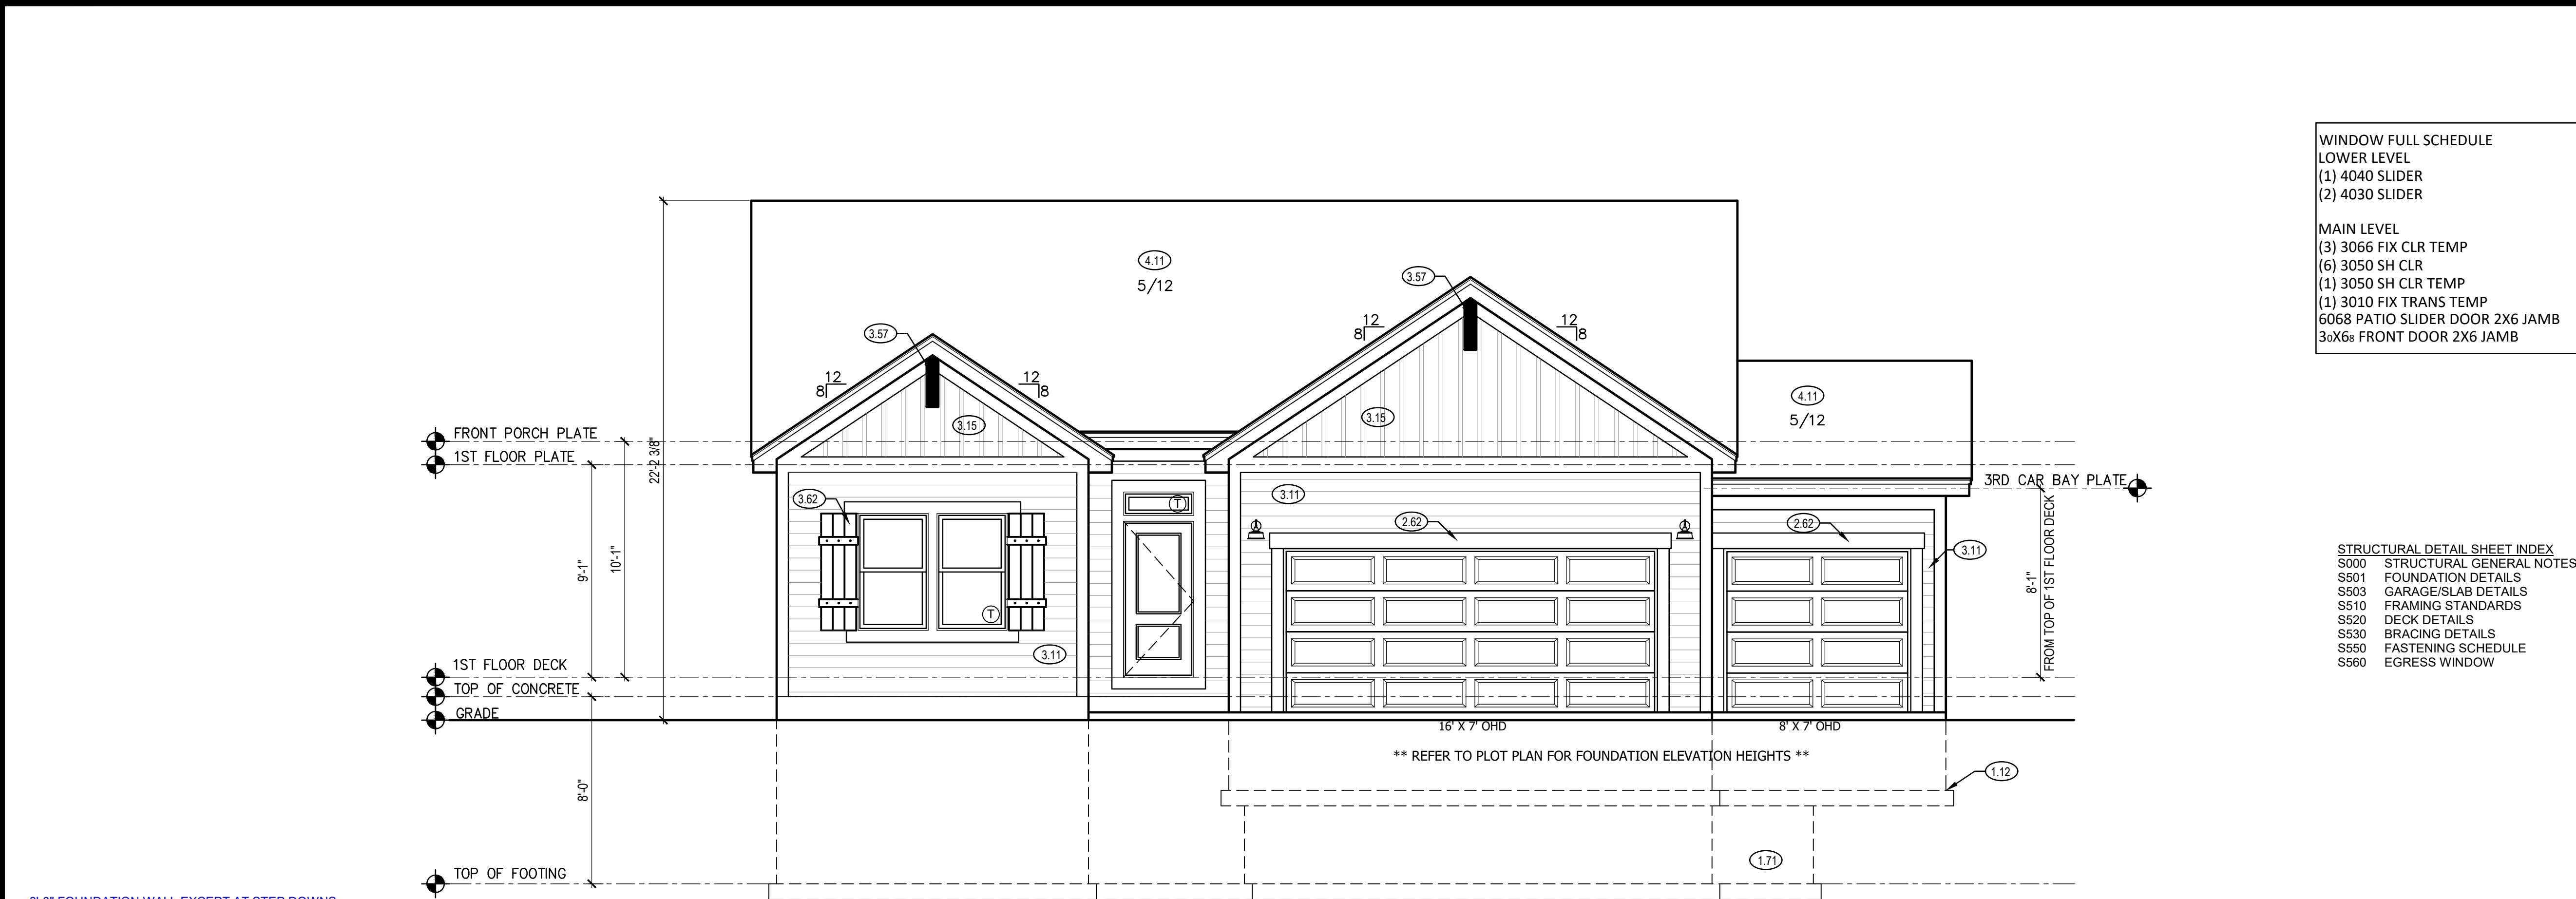 WINDOW FULL SCHEDULE
LOWER LEVEL
(1) 4040 SLIDER
(2) 4030 SLIDER
MAIN LEVEL
(3) 3066 FIX CLR TEMP
(6) 3050 SH CLR
(1) 3050 SH CLR TEMP
(1) 3010 FIX TRANS TEMP
6068 PATIO SLIDER DOOR 2X6 JAMB
30X68 FRONT DOOR 2X6 JAMB
4.11
5/12
3.57
3.57
12
8
12
8
12
8
12
8
4.11
5/12
3.15
3.15
FRONT PORCH PLATE
1ST FLOOR PLATE
22'-2 3/8"
3RD CAR BAY PLATE
3.62
T
3.11
2.62
2.62
3.11
9'-1"
10'-1"
8'-1"
FROM TOP OF 1ST FLOOR DECK
T
3.11
STRUCTURAL DETAIL SHEET INDEX
S000 STRUCTURAL GENERAL NOTES
S501 FOUNDATION DETAILS
S503 GARAGE/SLAB DETAILS
S510 FRAMING STANDARDS
S520 DECK DETAILS
S530 BRACING DETAILS
S550 FASTENING SCHEDULE
S560 EGRESS WINDOW
1ST FLOOR DECK
TOP OF CONCRETE
GRADE
16' X 7' OHD
8' X 7' OHD
** REFER TO PLOT PLAN FOR FOUNDATION ELEVATION HEIGHTS **
1.12
8'-0"
1.71
TOP OF FOOTING
FOUNDATION WALL EXCEPT AT STEP DOWNS